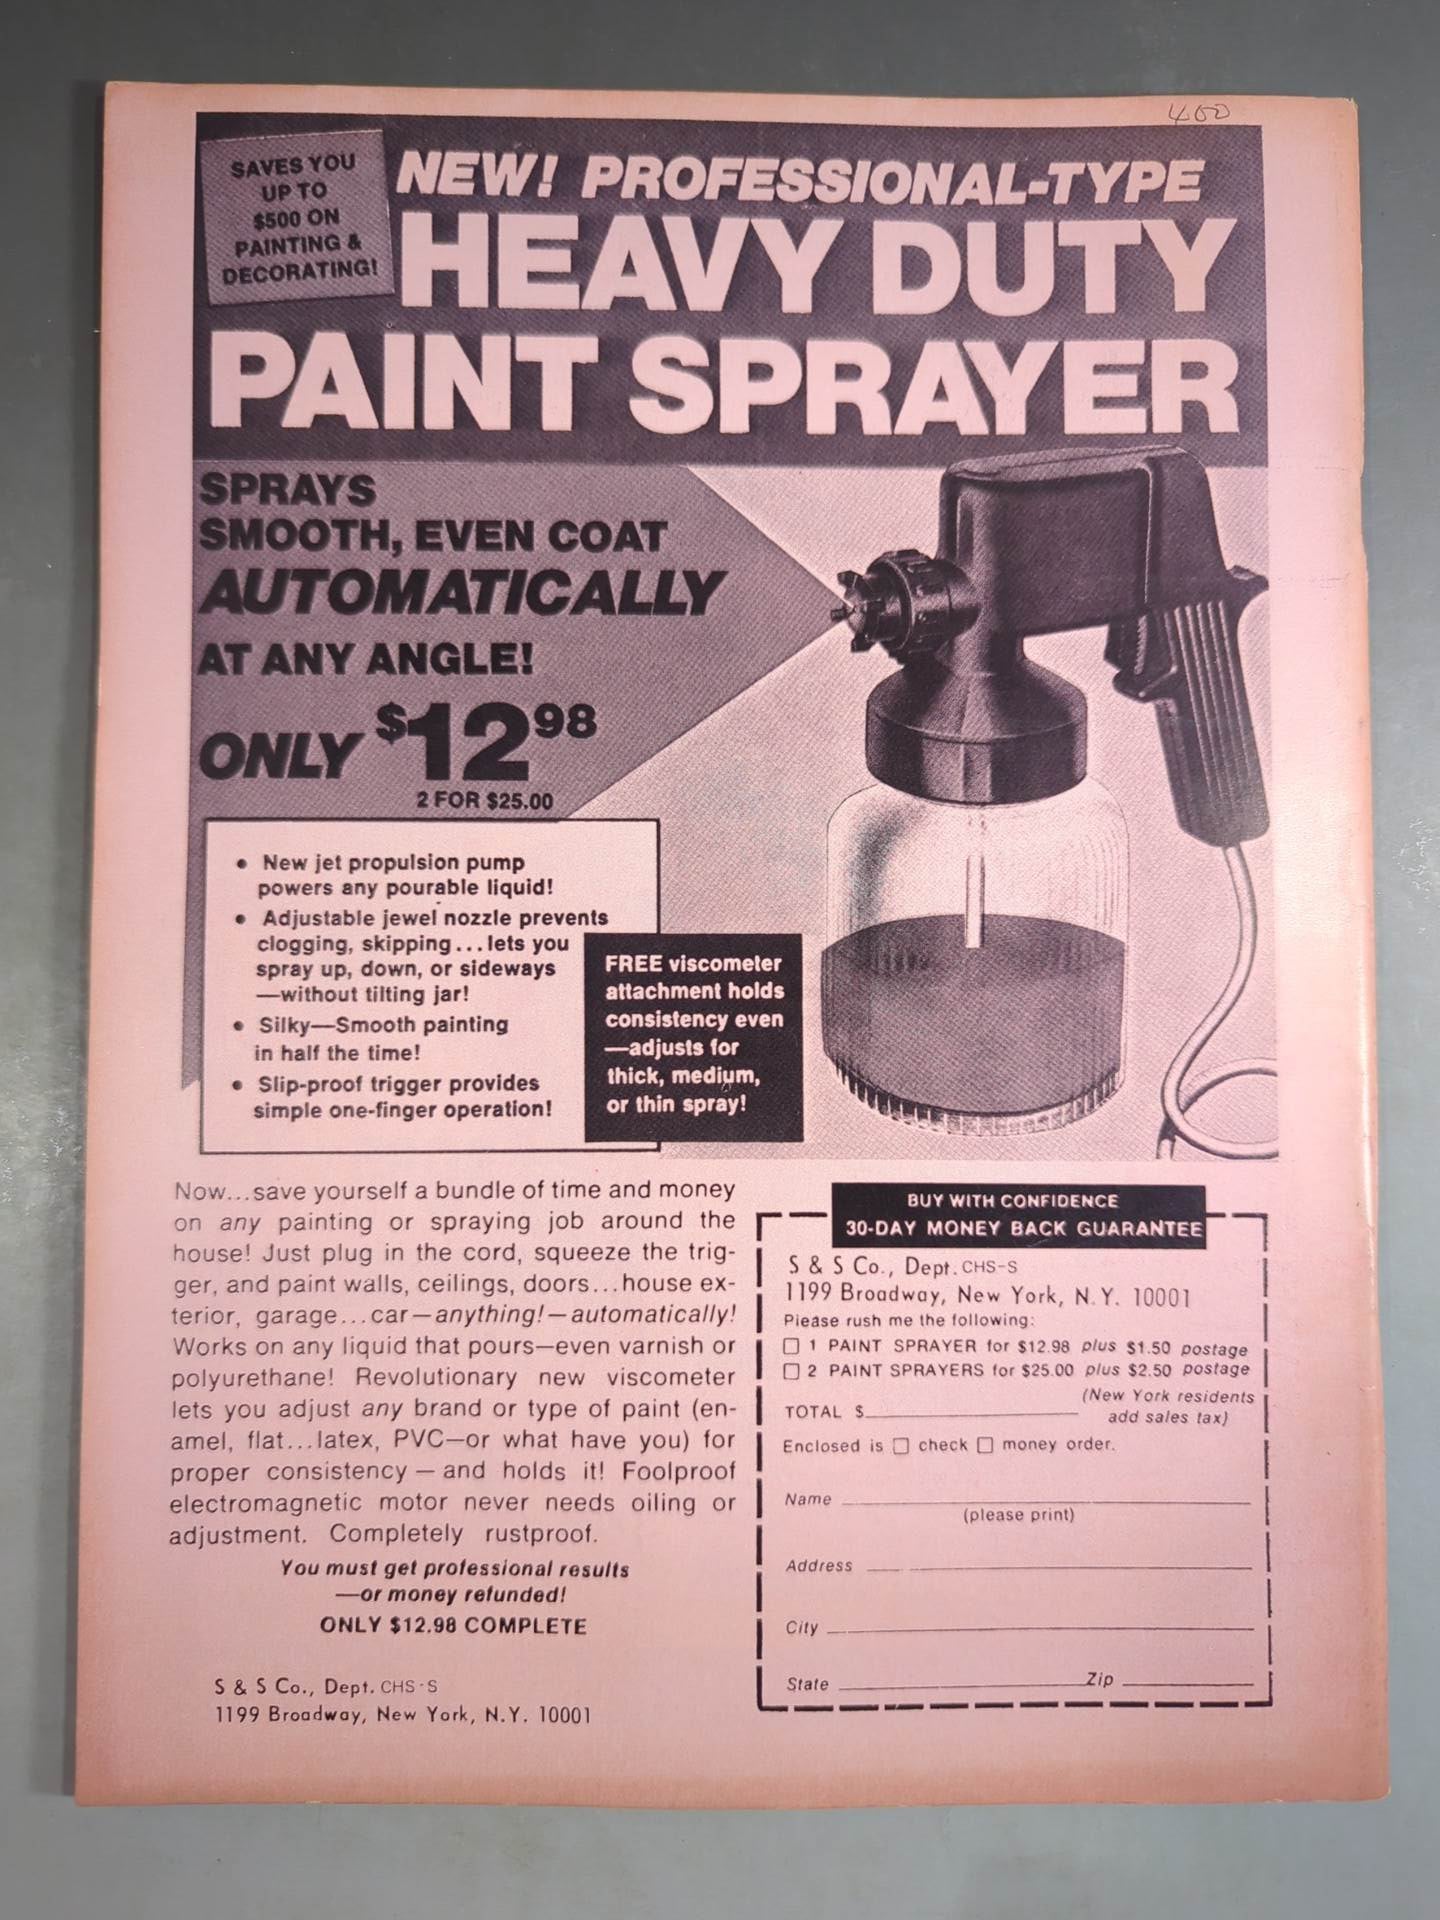 400
SAVES YOU
UP TO
$500 ON
PAINTING &
DECORATING!
NEW! PROFESSIONAL-TYPE
HEAVY DUTY
PAINT SPRAYER
SPRAYS
SMOOTH, EVEN COAT
AUTOMATICALLY
AT ANY ANGLE!
ONLY $12.98
2 FOR $25.00
• New jet propulsion pump
powers any pourable liquid!
• Adjustable jewel nozzle prevents
clogging, skipping...lets you
spray up, down, or sideways
—without tilting jar!
• Silky—Smooth painting
in half the time!
• Slip-proof trigger provides
simple one-finger operation!
FREE viscometer
attachment holds
consistency even
—adjusts for
thick, medium,
or thin spray!
Now...save yourself a bundle of time and money
on any painting or spraying job around the
house! Just plug in the cord, squeeze the trig-
ger, and paint walls, ceilings, doors...house ex-
terior, garage...car—anything!—automatically!
Works on any liquid that pours—even varnish or
polyurethane! Revolutionary new viscometer
lets you adjust any brand or type of paint (en-
amel, flat...latex, PVC—or what have you) for
proper consistency — and holds it! Foolproof
electromagnetic motor never needs oiling or
adjustment. Completely rustproof.
You must get professional results
—or money refunded!
ONLY $12.98 COMPLETE
S & S Co., Dept. CHS-S
1199 Broadway, New York, N.Y. 10001
BUY WITH CONFIDENCE
30-DAY MONEY BACK GUARANTEE
S & S Co., Dept. CHS-S
1199 Broadway, New York, N.Y. 10001
Please rush me the following:
☐ 1 PAINT SPRAYER for $12.98 plus $1.50 postage
☐ 2 PAINT SPRAYERS for $25.00 plus $2.50 postage
(New York residents
TOTAL $ add sales tax)
Enclosed is ☐ check ☐ money order.
Name
(please print)
Address
City
State Zip